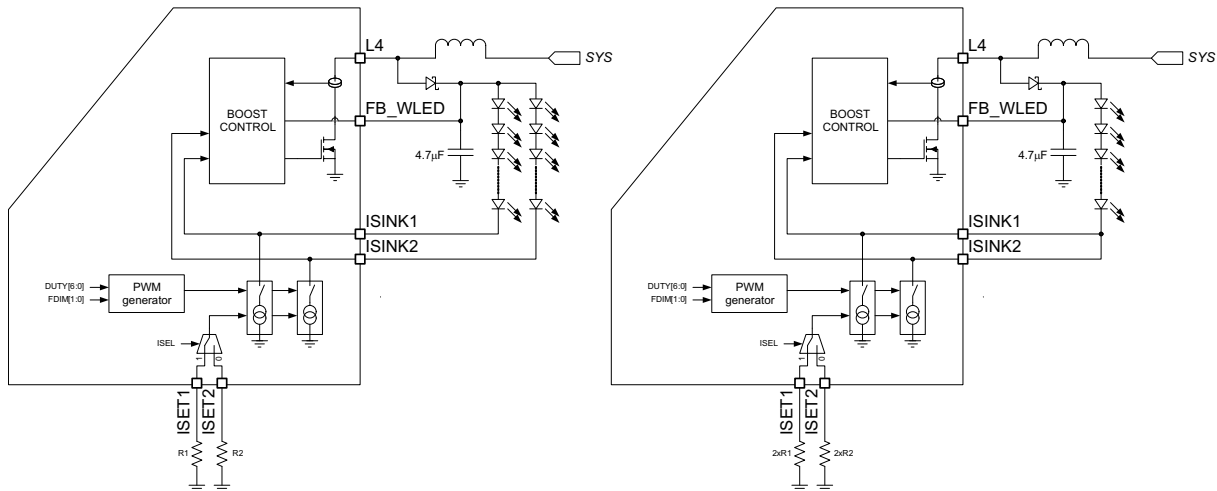 L4
SYS
BOOST
CONTROL
FB_WLED
4.7µF
ISINK1
ISINK2
DUTY[6:0]
FDIM[1:0]
PWM
generator
ISEL
1
0
ISET1
ISET2
R1
R2
L4
SYS
BOOST
CONTROL
FB_WLED
4.7µF
ISINK1
ISINK2
DUTY[6:0]
FDIM[1:0]
PWM
generator
ISEL
1
0
ISET1
ISET2
2xR1
2xR2